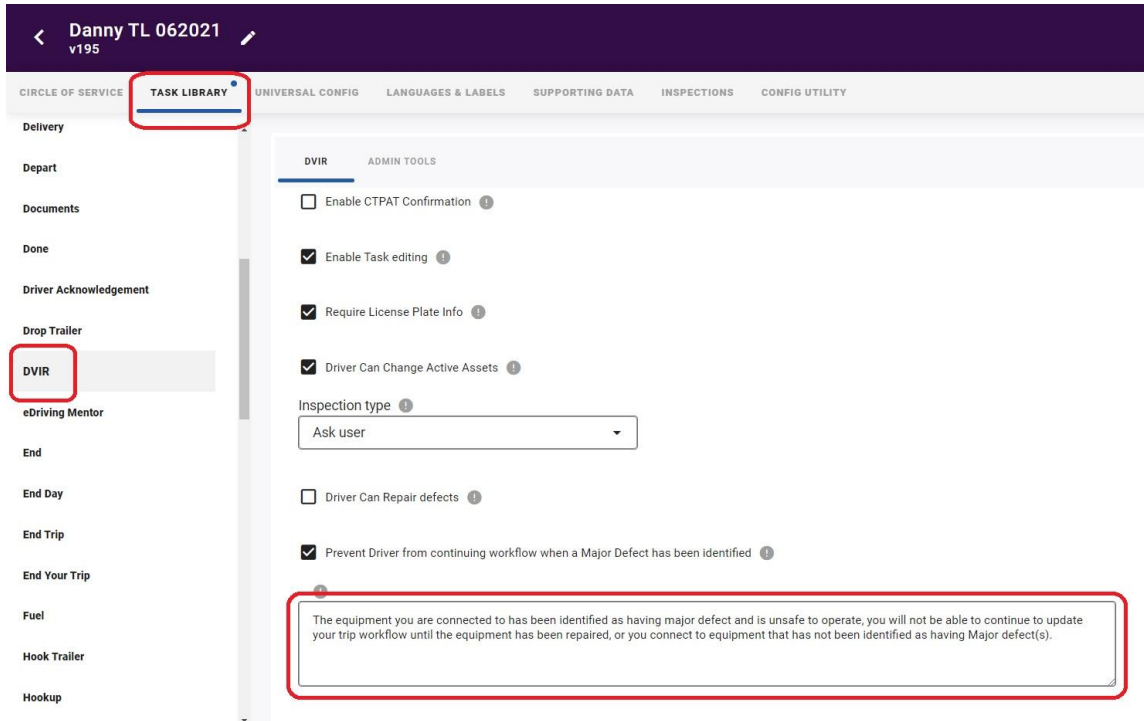 Danny TL 062021
v195
CIRCLE OF SERVICE TASK LIBRARY UNIVERSAL CONFIG LANGUAGES & LABELS SUPPORTING DATA INSPECTIONS CONFIG UTILITY
Delivery
Depart
Documents
Done
Driver Acknowledgement
Drop Trailer
DVIR
eDriving Mentor
End
End Day
End Trip
End Your Trip
Fuel
Hook Trailer
Hookup
DVIR ADMIN TOOLS
Enable CTPAT Confirmation
Enable Task editing
Require License Plate Info
Driver Can Change Active Assets
Inspection type
Ask user
Driver Can Repair defects
Prevent Driver from continuing workflow when a Major Defect has been identified
The equipment you are connected to has been identified as having major defect and is unsafe to operate, you will not be able to continue to update
your trip workflow until the equipment has been repaired, or you connect to equipment that has not been identified as having Major defect(s).